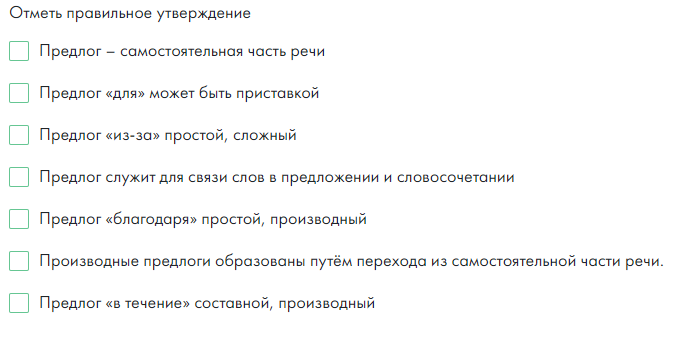 Отметь правильное утверждение
Предлог – самостоятельная часть речи
Предлог «для» может быть приставкой
Предлог «из-за» простой, сложный
Предлог служит для связи слов в предложении и словосочетании
Предлог «благодаря» простой, производный
Производные предлоги образованы путём перехода из самостоятельной части речи.
Предлог «в течение» составной, производный